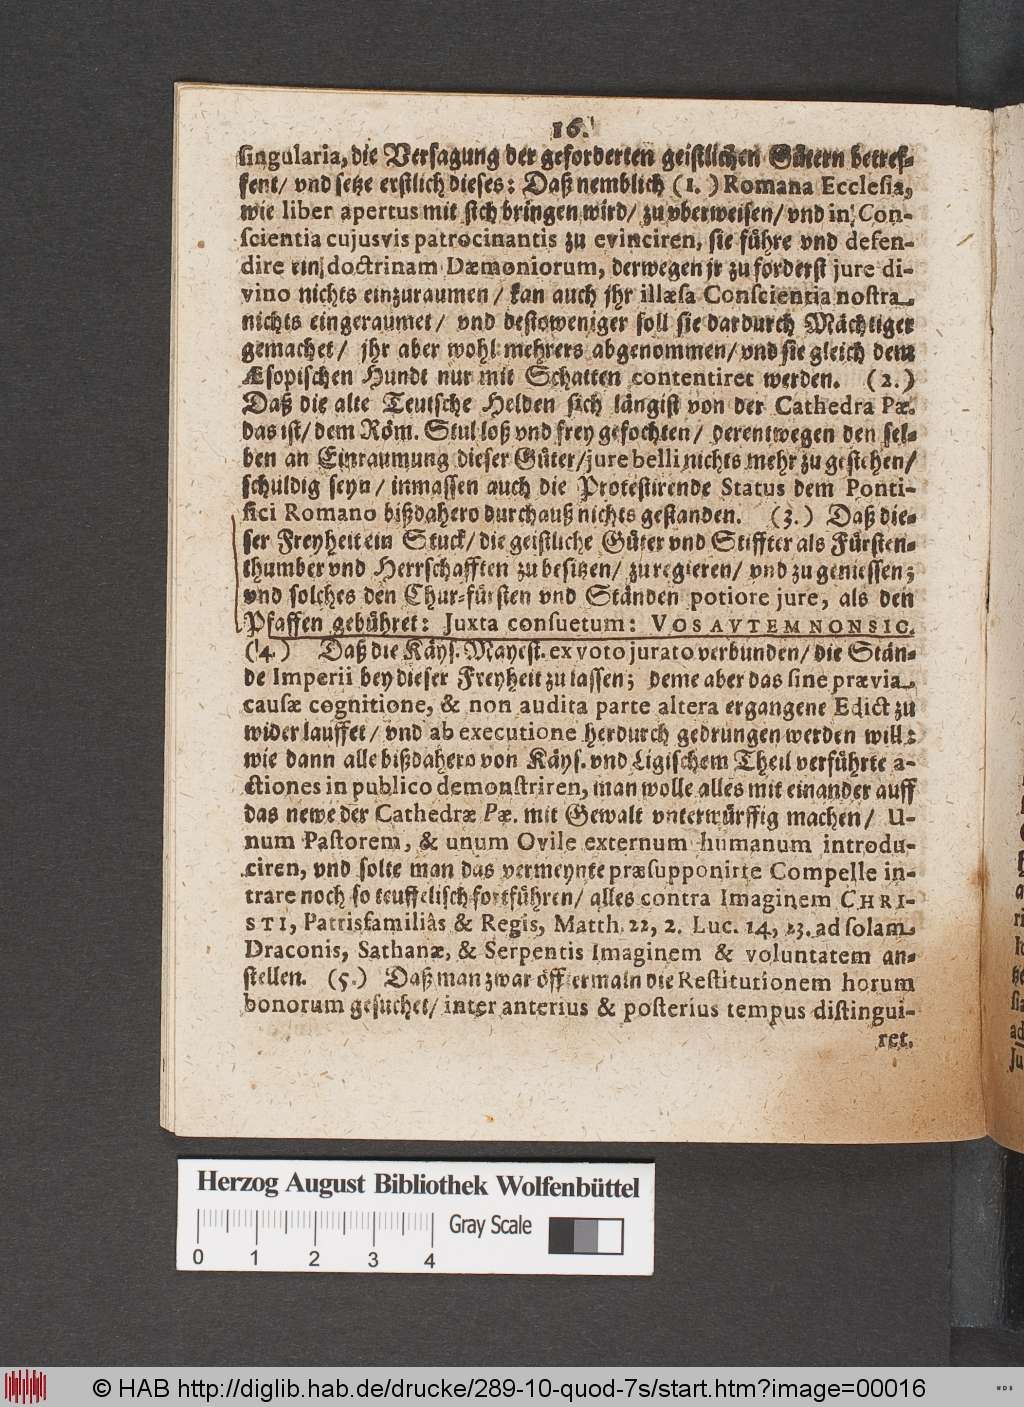 16.
singularia, die Versagung der geforderten geistlichen Gütern betref-
fent/ vnd setze erstlich dieses: Daß nemblich (1.) Romana Ecclesia,
wie liber apertus mit sich bringen wird/ zu vberweisen/ vnd in Con-
scientia cujusvis patrocinantis zu evinciren, sie führe vnd defen-
dire ein doctrinam Dæmoniorum, derwegen jr zu forderst jure di-
vino nichts einzuraumen/ kan auch jhr illæsa Conscientia nostra
nichts eingeraumet/ vnd destoweniger soll sie dardurch Mächtiger
gemachet/ jhr aber wohl mehrers abgenommen/ vnd sie gleich dem
Æsopischen Hundt nur mit Schatten contentiret werden. (2.)
Daß die alte Teutsche Helden sich längist von der Cathedra Pæ.
das ist/ dem Röm. Stul loß vnd frey gefochten/ derentwegen den sel-
ben an Einraumung dieser Güter/ jure belli nichts mehr zu gestehen/
schuldig seyn/ inmassen auch die Protestirende Status dem Ponti-
fici Romano bißdahero durchauß nichts gestanden. (3.) Daß die-
ser Freyheit ein Stuck/ die geistliche Güter vnd Stiffter als Fürsten-
thumber vnd Herrschafften zu besitzen/ zu regieren/ vnd zu geniessen;
vnd solches den Chur-fürsten vnd Ständen potiore jure, als den
Pfaffen gebühret: Juxta consuetum: VOS AVTEM NON SIC.
(4.) Daß die Käys. Mayest. ex voto jurato verbunden/ die Stän-
de Imperii bey dieser Freyheit zu lassen; deme aber das sine prævia
causæ cognitione, & non audita parte altera ergangene Edict zu
wider lauffet/ vnd ab executione herdurch gedrungen werden will:
wie dann alle bißdahero von Käys. vnd Ligischem Theil verführte a-
ctiones in publico demonstriren, man wolle alles mit einander auff
das newe der Cathedræ Pæ. mit Gewalt vnterwürffig machen/ U-
num Pastorem, & unum Ovile externum humanum introdu-
ciren, vnd solte man das vermeynte præsupponirte Compelle in-
trare noch so teuffelisch fortführen/ alles contra Imaginem CHRI-
STI, Patrisfamiliâs & Regis, Matth. 22, 2. Luc. 14, 23. ad solam
Draconis, Sathanæ, & Serpentis Imaginem & voluntatem an-
stellen. (5.) Daß man zwar öfftermaln die Restitutionem horum
bonorum gesuchet/ inter anterius & posterius tempus distingui-
ret.
Herzog August Bibliothek Wolfenbüttel
Gray Scale
0 1 2 3 4
© HAB http://diglib.hab.de/drucke/289-10-quod-7s/start.htm?image=00016